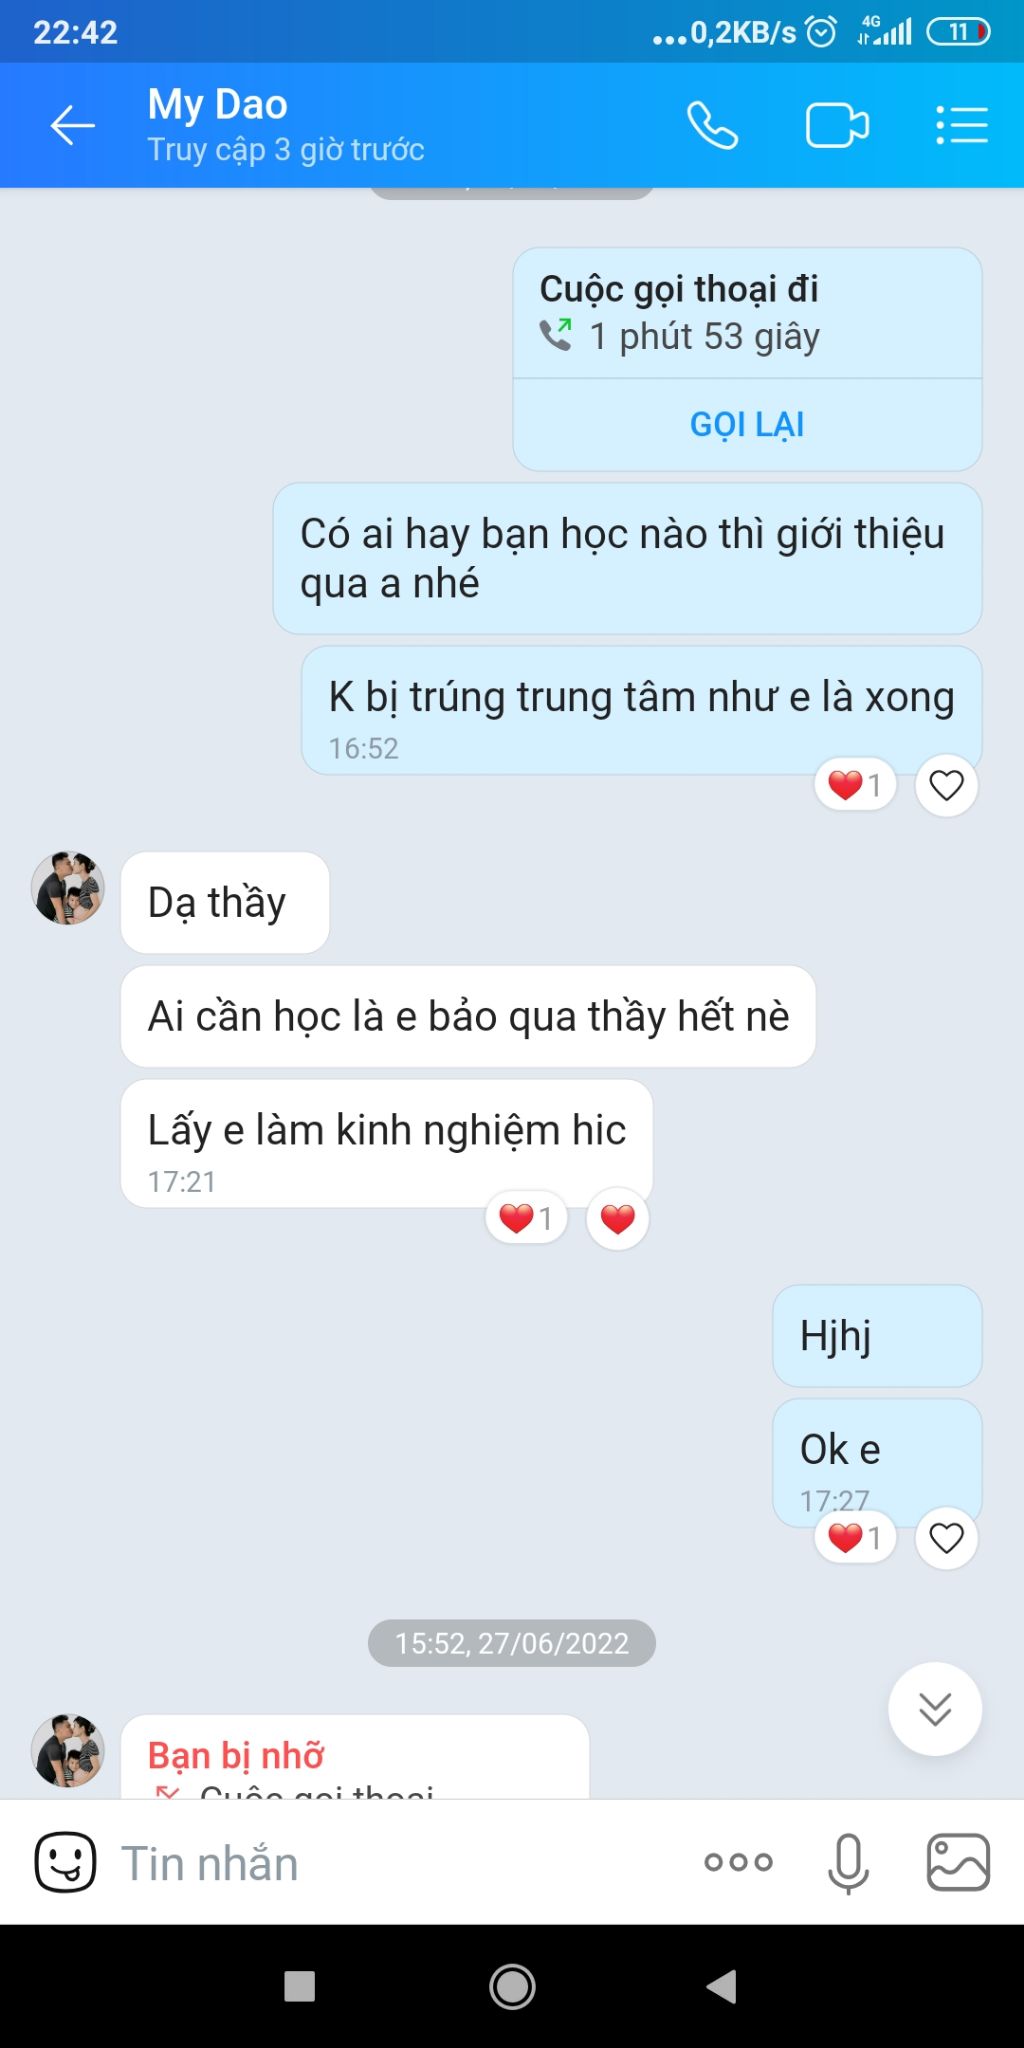 22:42
...0,2KB/s 4G 11
My Dao
Truy cập 3 giờ trước
Cuộc gọi thoại đi
1 phút 53 giây
GỌI LẠI
Có ai hay bạn học nào thì giới thiệu
qua a nhé
K bị trúng trung tâm như e là xong
16:52
1
Dạ thầy
Ai cần học là e bảo qua thầy hết nè
Lấy e làm kinh nghiệm hic
17:21
1
Hjhj
Ok e
17:27
1
15:52, 27/06/2022
Bạn bị nhỡ
Cuộc gọi thoại
Tin nhắn